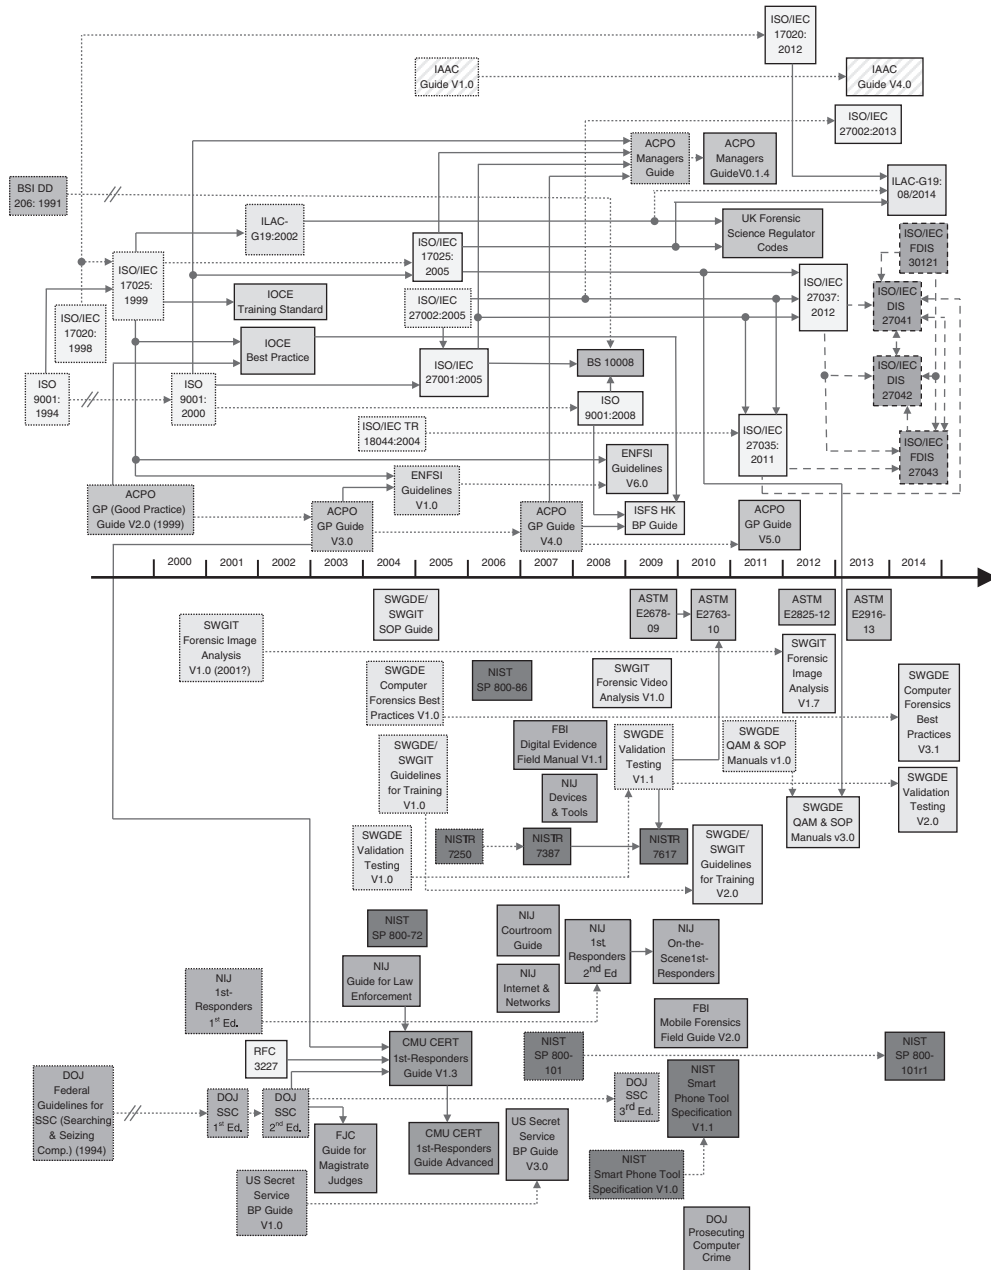 ISO/IEC
17020:
2012
IAAC
Guide V1.0
IAAC
Guide V4.0
ISO/IEC
27002:2013
ACPO
Managers
Guide
ACPO
Managers
GuideV0.1.4
BSI DD
206: 1991
ILAC-G19:
08/2014
ILAC-
G19:2002
UK Forensic
Science Regulator
Codes
ISO/IEC
FDIS
30121
ISO/IEC
17025:
1999
ISO/IEC
17025:
2005
ISO/IEC
27037:
2012
ISO/IEC
DIS
27041
IOCE
Training Standard
ISO/IEC
27002:2005
ISO/IEC
17020:
1998
IOCE
Best Practice
ISO/IEC
27001:2005
BS 10008
ISO/IEC
DIS
27042
ISO
9001:
1994
ISO
9001:
2000
ISO
9001:2008
ISO/IEC TR
18044:2004
ISO/IEC
27035:
2011
ISO/IEC
FDIS
27043
ENFSI
Guidelines
V6.0
ENFSI
Guidelines
V1.0
ACPO
GP (Good Practice)
Guide V2.0 (1999)
ACPO
GP Guide
V3.0
ACPO
GP Guide
V4.0
ISFS HK
BP Guide
ACPO
GP Guide
V5.0
2000 2001 2002 2003 2004 2005 2006 2007 2008 2009 2010 2011 2012 2013 2014
SWGIT
Forensic Image
Analysis
V1.0 (2001?)
SWGDE/
SWGIT
SOP Guide
ASTM
E2678-
09
ASTM
E2763-
10
ASTM
E2825-12
ASTM
E2916-
13
SWGIT
Forensic
Image
Analysis
V1.7
SWGDE
Computer
Forensics Best
Practices V1.0
NIST
SP 800-86
SWGIT
Forensic Video
Analysis V1.0
SWGDE
Computer
Forensics
Best
Practices
V3.1
FBI
Digital Evidence
Field Manual V1.1
SWGDE
Validation
Testing
V1.1
SWGDE
QAM & SOP
Manuals v1.0
SWGDE/
SWGIT
Guidelines
for Training
V1.0
NIJ
Devices
& Tools
SWGDE
Validation
Testing
V2.0
SWGDE
QAM & SOP
Manuals v3.0
SWGDE
Validation
Testing
V1.0
NISTIR
7250
NISTIR
7387
NISTIR
7617
SWGDE/
SWGIT
Guidelines
for Training
V2.0
NIST
SP 800-72
NIJ
Courtroom
Guide
NIJ
1st
Responders
2nd Ed
NIJ
On-the-
Scene1st-
Responders
NIJ
Guide for Law
Enforcement
NIJ
Internet &
Networks
NIJ
1st-
Responders
1st Ed.
FBI
Mobile Forensics
Field Guide V2.0
RFC
3227
CMU CERT
1st-Responders
Guide V1.3
NIST
SP 800-
101
NIST
SP 800-
101r1
DOJ
Federal
Guidelines for
SSC (Searching
& Seizing
Comp.) (1994)
DOJ
SSC
1st Ed.
DOJ
SSC
2nd Ed.
DOJ
SSC
3rd Ed.
NIST
Smart
Phone Tool
Specification
V1.1
FJC
Guide for
Magistrate
Judges
CMU CERT
1st-Responders
Guide Advanced
US Secret
Service
BP Guide
V3.0
NIST
Smart Phone Tool
Specification V1.0
US Secret
Service
BP Guide
V1.0
DOJ
Prosecuting
Computer
Crime